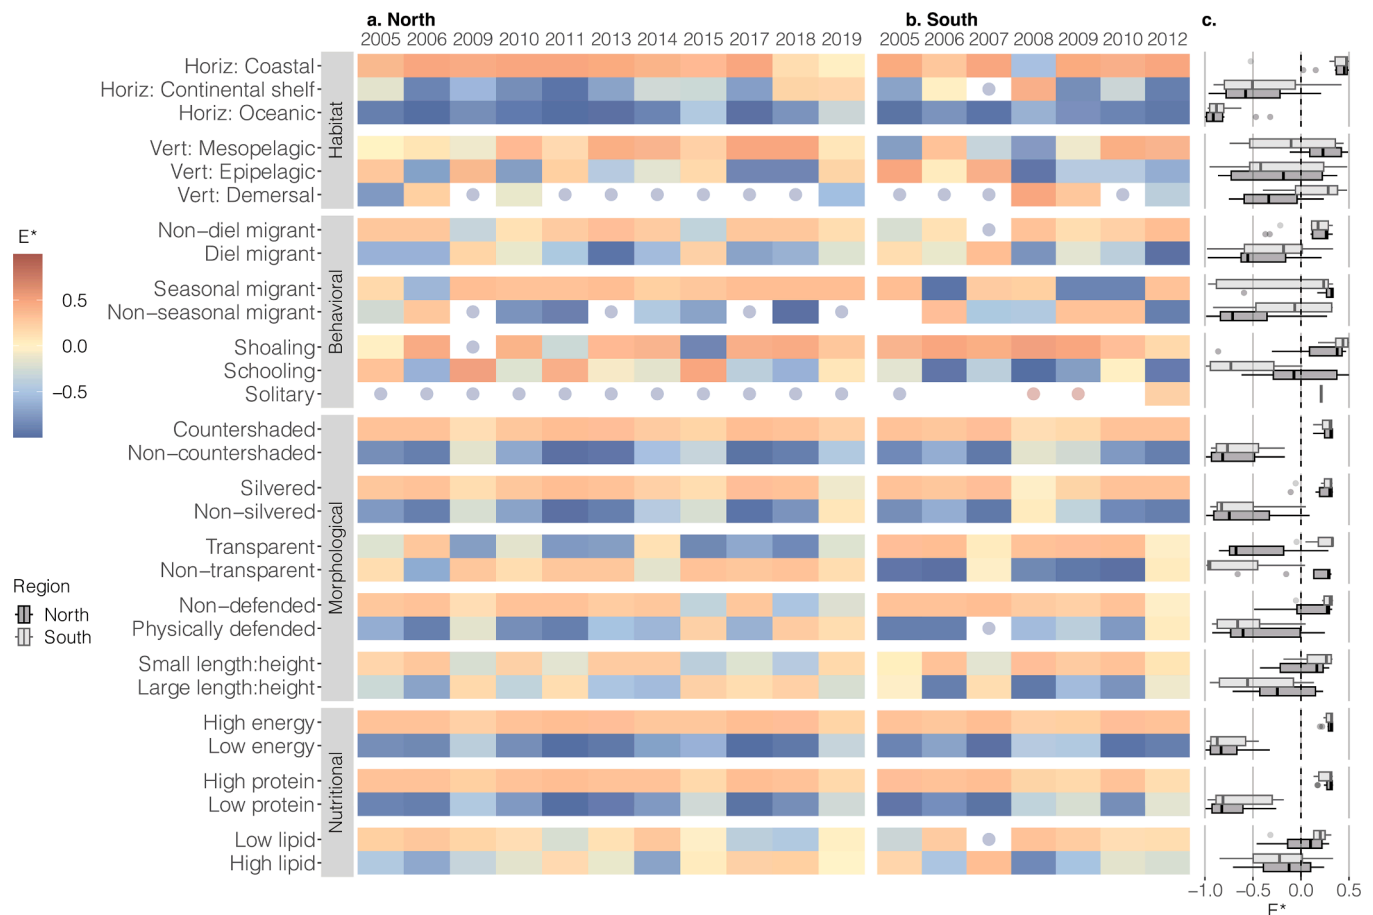 a. North
b. South
c.
2005 2006 2009 2010 2011 2013 2014 2015 2017 2018 2019
2005 2006 2007 2008 2009 2010 2012
Habitat
Horiz: Coastal
Horiz: Continental shelf
Horiz: Oceanic
Vert: Mesopelagic
Vert: Epipelagic
Vert: Demersal
Behavioral
Non−diel migrant
Diel migrant
Seasonal migrant
Non−seasonal migrant
Shoaling
Schooling
Solitary
Morphological
Countershaded
Non−countershaded
Silvered
Non−silvered
Transparent
Non−transparent
Non−defended
Physically defended
Small length:height
Large length:height
Nutritional
High energy
Low energy
High protein
Low protein
Low lipid
High lipid
E*
0.5
0.0
−0.5
Region
North
South
−1.0 −0.5 0.0 0.5
E*